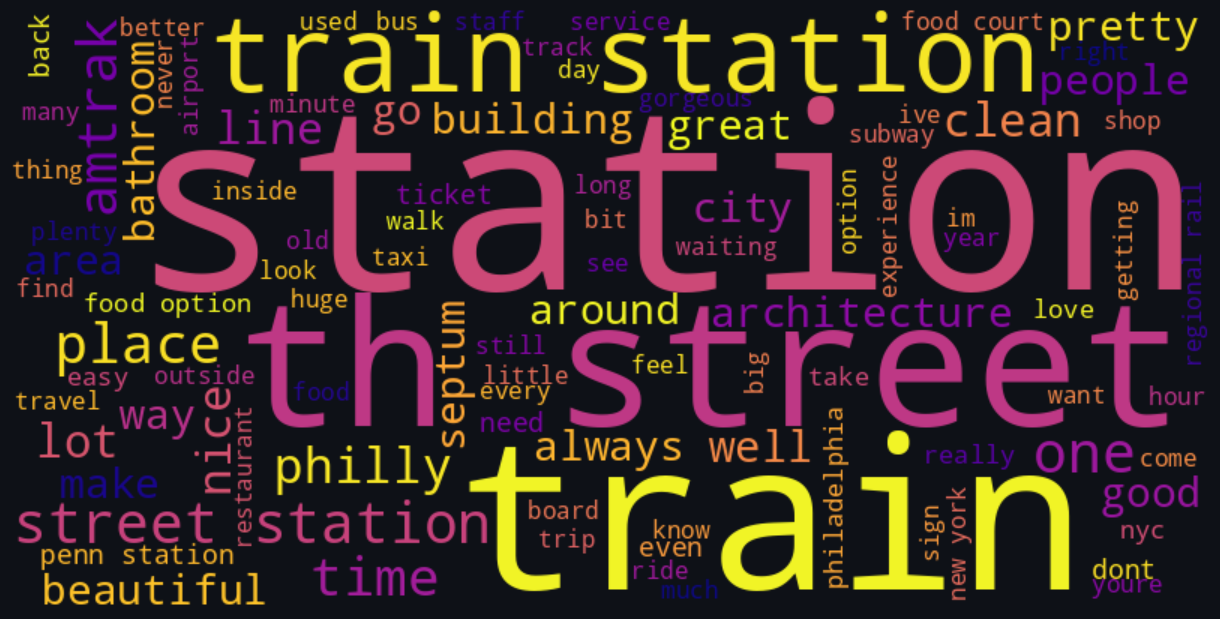 back
better
used bus
staff
service
food court
pretty
train station
amtrak
bathroom
never
airport
track
day
right
people
many
minute
line
go
building
gorgeous
great
ive
subway
clean
shop
thing
station
inside
ticket
walk
long
bit
city
waiting
option
experience
im
year
getting
regional rail
plenty
area
old
look
taxi
see
find
food option
huge
around
architecture
love
place
th street
septum
still
little
every
feel
big
take
want
hour
easy
outside
food
travel
way
nice
restaurant
need
lot
philly
always
well
philadelphia
really
one
come
make
train
good
street station
board
trip
know
even
ride
much
sign
new york
nyc
penn station
time
beautiful
dont
youre